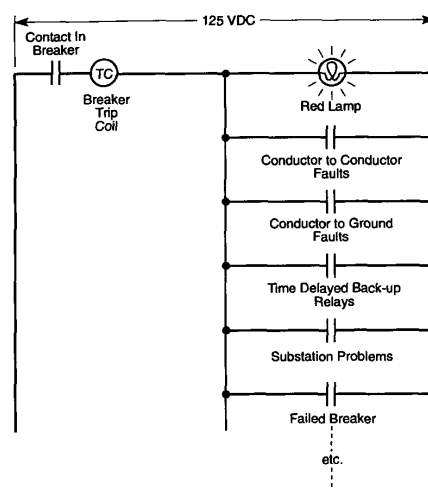 125 VDC
Contact In
Breaker
TC
Breaker
Trip
Coil
Red Lamp
Conductor to Conductor
Faults
Conductor to Ground
Faults
Time Delayed Back-up
Relays
Substation Problems
Failed Breaker
etc.